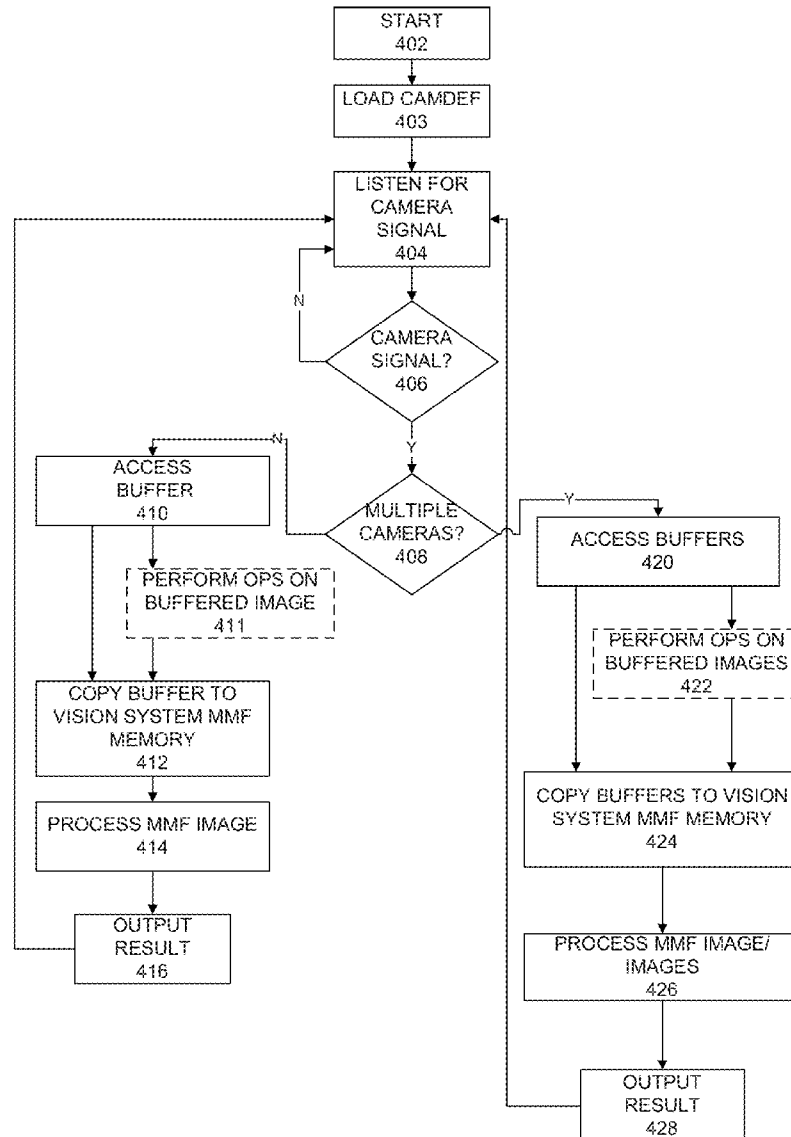 START
402
LOAD CAMDEF
403
LISTEN FOR
CAMERA
SIGNAL
404
N
CAMERA
SIGNAL?
406
Y
MULTIPLE
CAMERAS?
408
N
ACCESS
BUFFER
410
PERFORM OPS ON
BUFFERED IMAGE
411
COPY BUFFER TO
VISION SYSTEM MMF
MEMORY
412
PROCESS MMF IMAGE
414
OUTPUT
RESULT
416
Y
ACCESS BUFFERS
420
PERFORM OPS ON
BUFFERED IMAGES
422
COPY BUFFERS TO VISION
SYSTEM MMF MEMORY
424
PROCESS MMF IMAGE/
IMAGES
426
OUTPUT
RESULT
428